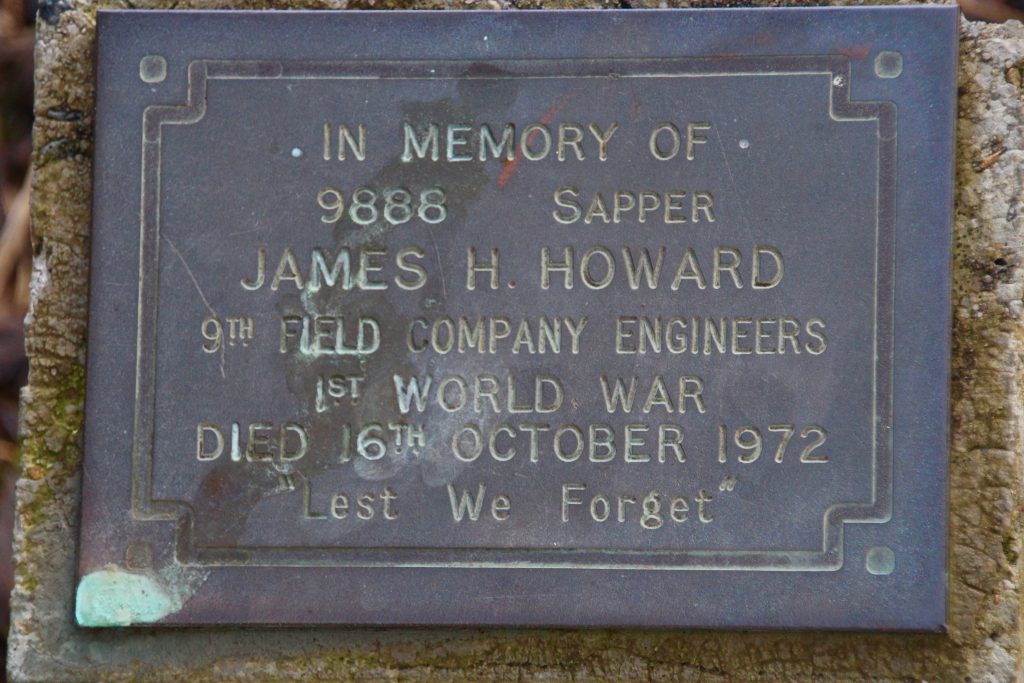 IN MEMORY OF
9888 SAPPER
JAMES H. HOWARD
9TH FIELD COMPANY ENGINEERS
1ST WORLD WAR
DIED 16TH OCTOBER 1972
"Lest We Forget"